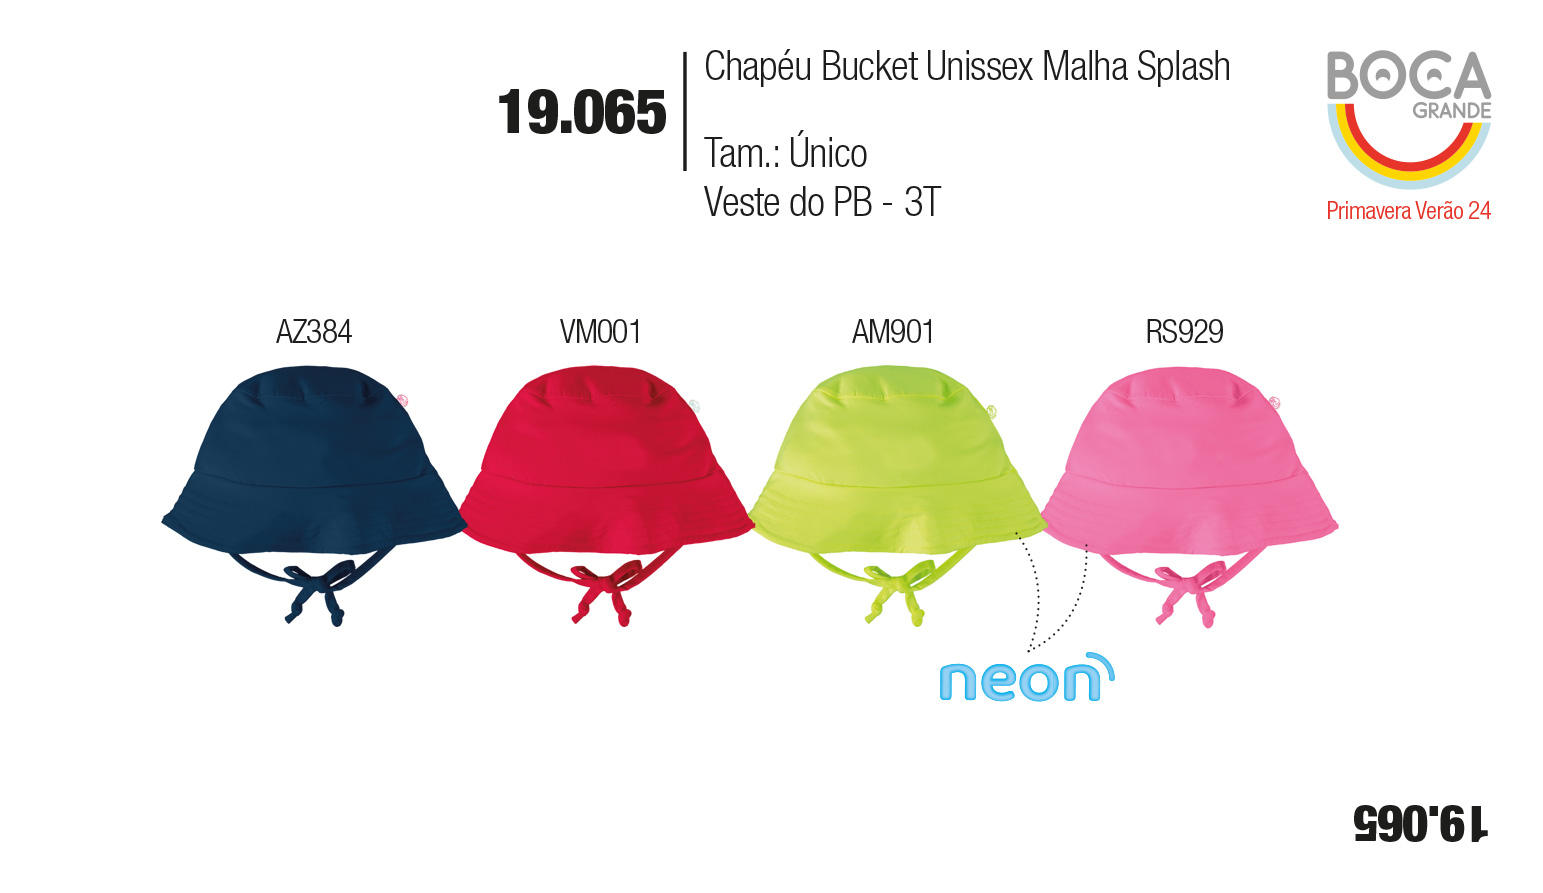 19.065
Chapéu Bucket Unissex Malha Splash
Tam.: Único
Veste do PB - 3T
BOCA
GRANDE
Primavera Verão 24
AZ384
VM001
AM901
RS929
neon
19.065